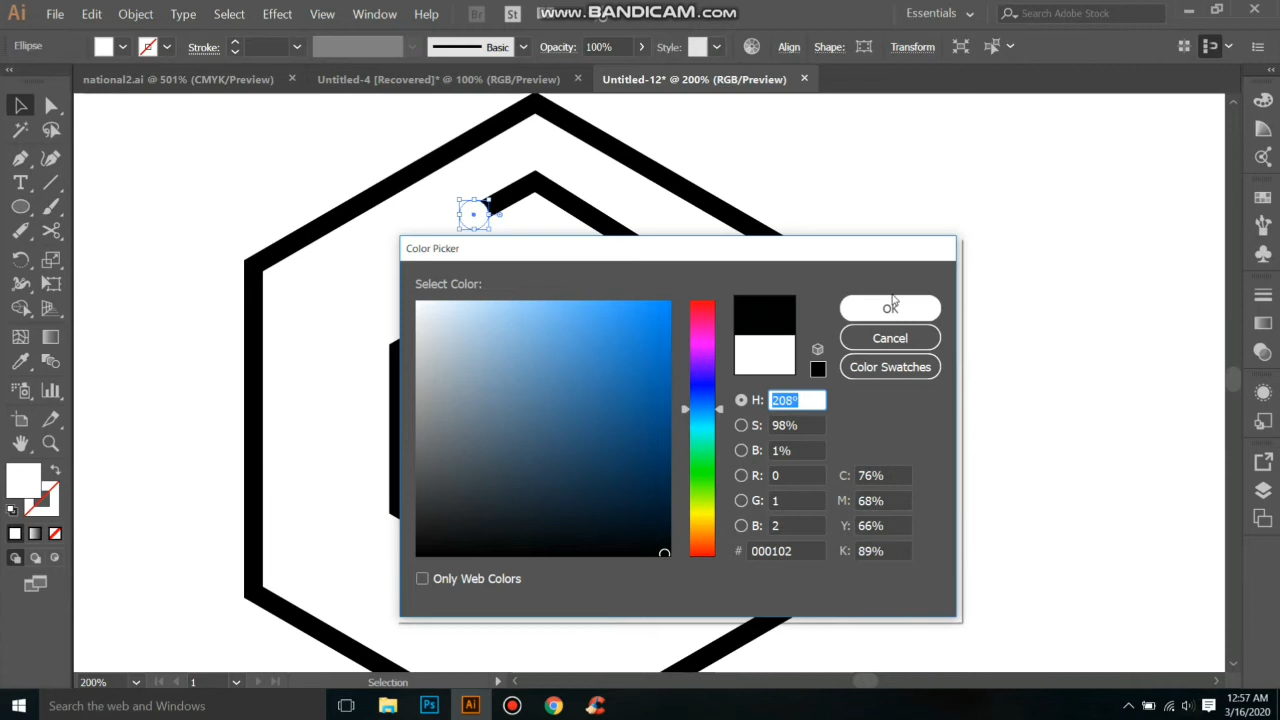 Ai File Edit Object Type Select Effect View Window Help Br St www.BANDICAM.com Essentials Search Adobe Stock
Ellipse Stroke: Basic Opacity: 100% Style: Align Shape: Transform
national2.ai @ 501% (CMYK/Preview) Untitled-4 [Recovered]* @ 100% (RGB/Preview) Untitled-12* @ 200% (RGB/Preview)
Color Picker
Select Color:
OK
Cancel
Color Swatches
H: 208°
S: 98%
B: 1%
R: 0 C: 76%
G: 1 M: 68%
B: 2 Y: 66%
# 000102 K: 89%
Only Web Colors
200% 1 Selection
Search the web and Windows Ps Ai 12:57 AM
3/16/2020